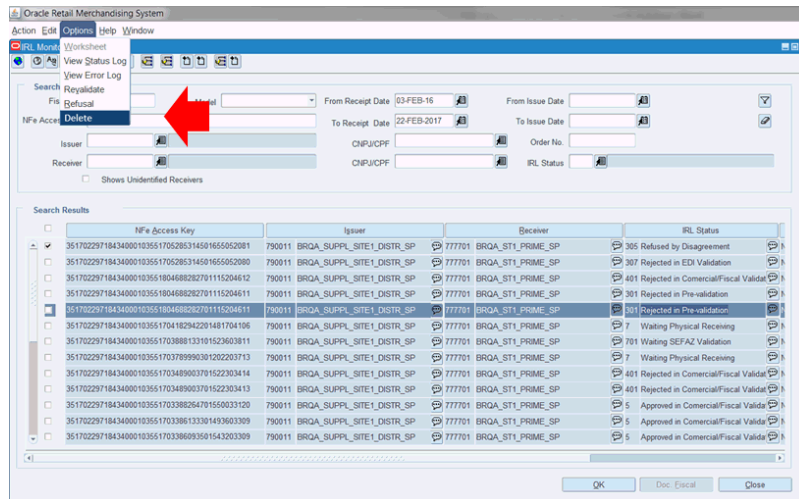 Oracle Retail Merchandising System
Action Edit Options Help Window
IRL Monit
Worksheet
View Status Log
View Error Log
Revalidate
Refusal
Delete
Search
Fis
Model
From Receipt Date 03-FEB-16
From Issue Date
NFe Acces
To Receipt Date 22-FEB-2017
To Issue Date
Issuer
CNPJ/CPF
Order No.
Receiver
CNPJ/CPF
IRL Status
Shows Unidentified Receivers
Search Results
NFe Access Key Issuer Receiver IRL Status
35170229718434000103551705285314501655052081 790011 BRQA_SUPPL_SITE1_DISTR_SP 777701 BRQA_ST1_PRIME_SP 305 Refused by Disagreement N
35170229718434000103551705285314501655052080 790011 BRQA_SUPPL_SITE1_DISTR_SP 777701 BRQA_ST1_PRIME_SP 307 Rejected in EDI Validation N
35170229718434000103551804688282701115204612 790011 BRQA_SUPPL_SITE1_DISTR_SP 777701 BRQA_ST1_PRIME_SP 401 Rejected in Comercial/Fiscal Validat N
35170229718434000103551804688282701115204611 790011 BRQA_SUPPL_SITE1_DISTR_SP 777701 BRQA_ST1_PRIME_SP 301 Rejected in Pre-validation N
35170229718434000103551804688282701115204611 790011 BRQA_SUPPL_SITE1_DISTR_SP 777701 BRQA_ST1_PRIME_SP 301 Rejected in Pre-validation N
35170229718434000103551704182942201481704106 790011 BRQA_SUPPL_SITE1_DISTR_SP 777701 BRQA_ST1_PRIME_SP 7 Waiting Physical Receiving N
35170229718434000103551703888133101523603811 790011 BRQA_SUPPL_SITE1_DISTR_SP 777701 BRQA_ST1_PRIME_SP 701 Waiting SEFAZ Validation N
35170229718434000103551703789990301202203713 790011 BRQA_SUPPL_SITE1_DISTR_SP 777701 BRQA_ST1_PRIME_SP 7 Waiting Physical Receiving N
35170229718434000103551703489003701522303414 790011 BRQA_SUPPL_SITE1_DISTR_SP 777701 BRQA_ST1_PRIME_SP 401 Rejected in Comercial/Fiscal Validat N
35170229718434000103551703489003701522303413 790011 BRQA_SUPPL_SITE1_DISTR_SP 777701 BRQA_ST1_PRIME_SP 401 Rejected in Comercial/Fiscal Validat N
35170229718434000103551703388264701550033120 790011 BRQA_SUPPL_SITE1_DISTR_SP 777701 BRQA_ST1_PRIME_SP 5 Approved in Comercial/Fiscal Valida N
35170229718434000103551703386133301493603309 790011 BRQA_SUPPL_SITE1_DISTR_SP 777701 BRQA_ST1_PRIME_SP 5 Approved in Comercial/Fiscal Valida N
35170229718434000103551703386093501543203309 790011 BRQA_SUPPL_SITE1_DISTR_SP 777701 BRQA_ST1_PRIME_SP 5 Approved in Comercial/Fiscal Valida N
OK Doc. Fiscal Close